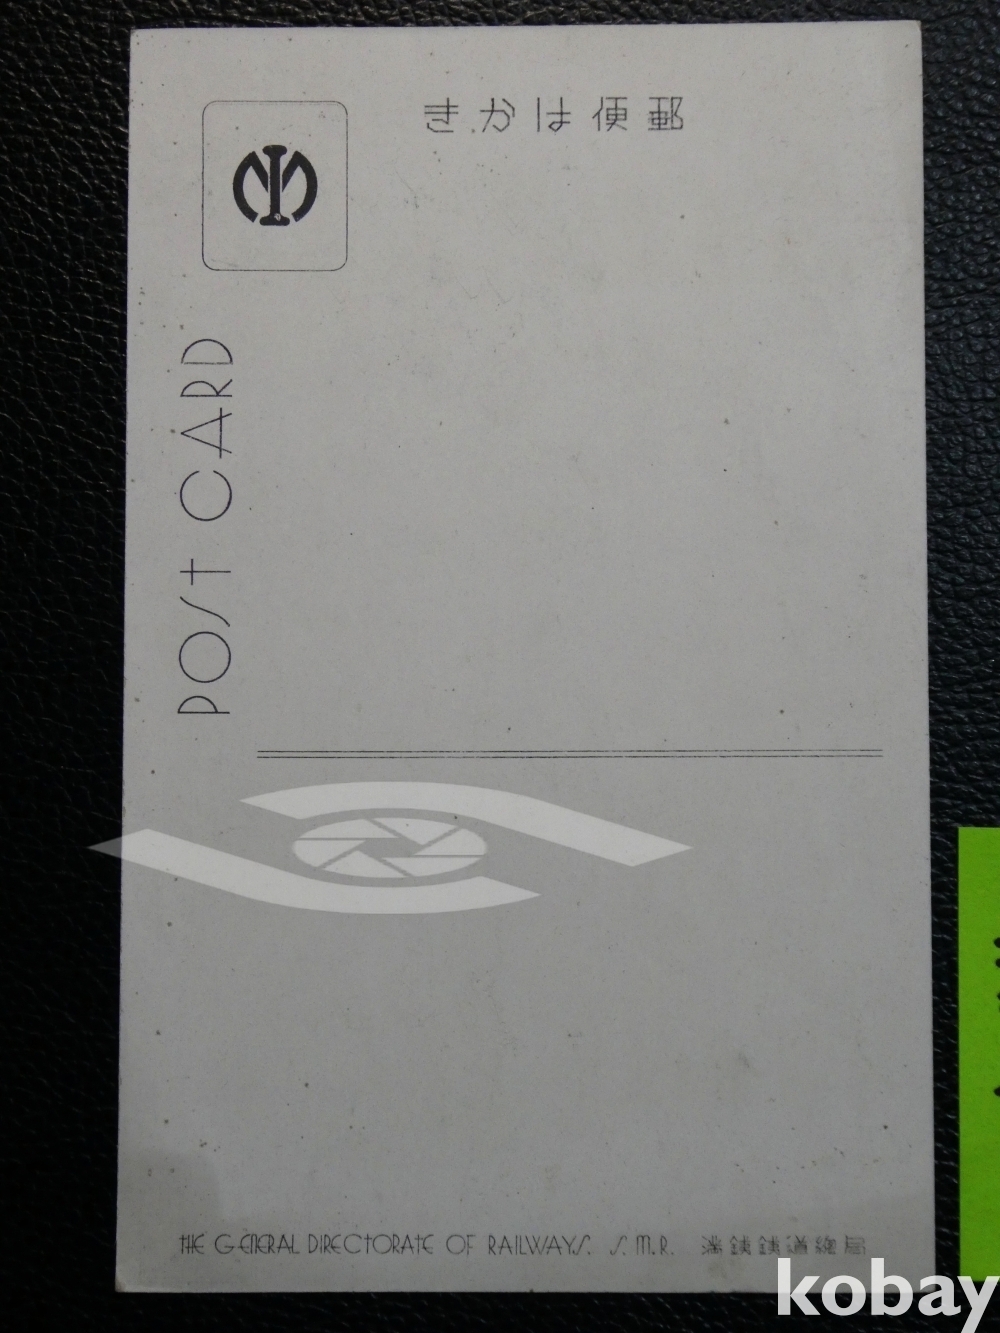 きかは便郵
POST CARD
THE GENERAL DIRECTORATE OF RAILWAYS. S.M.R. 滿鐵鐵道總局
kobay